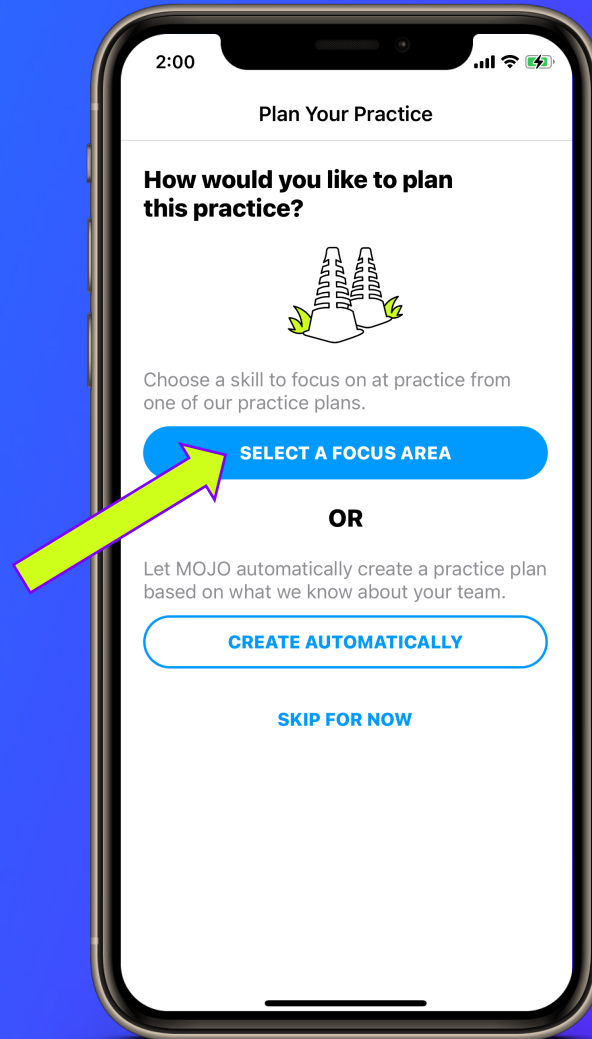 2:00
Plan Your Practice
How would you like to plan
this practice?
Choose a skill to focus on at practice from
one of our practice plans.
SELECT A FOCUS AREA
OR
Let MOJO automatically create a practice plan
based on what we know about your team.
CREATE AUTOMATICALLY
SKIP FOR NOW